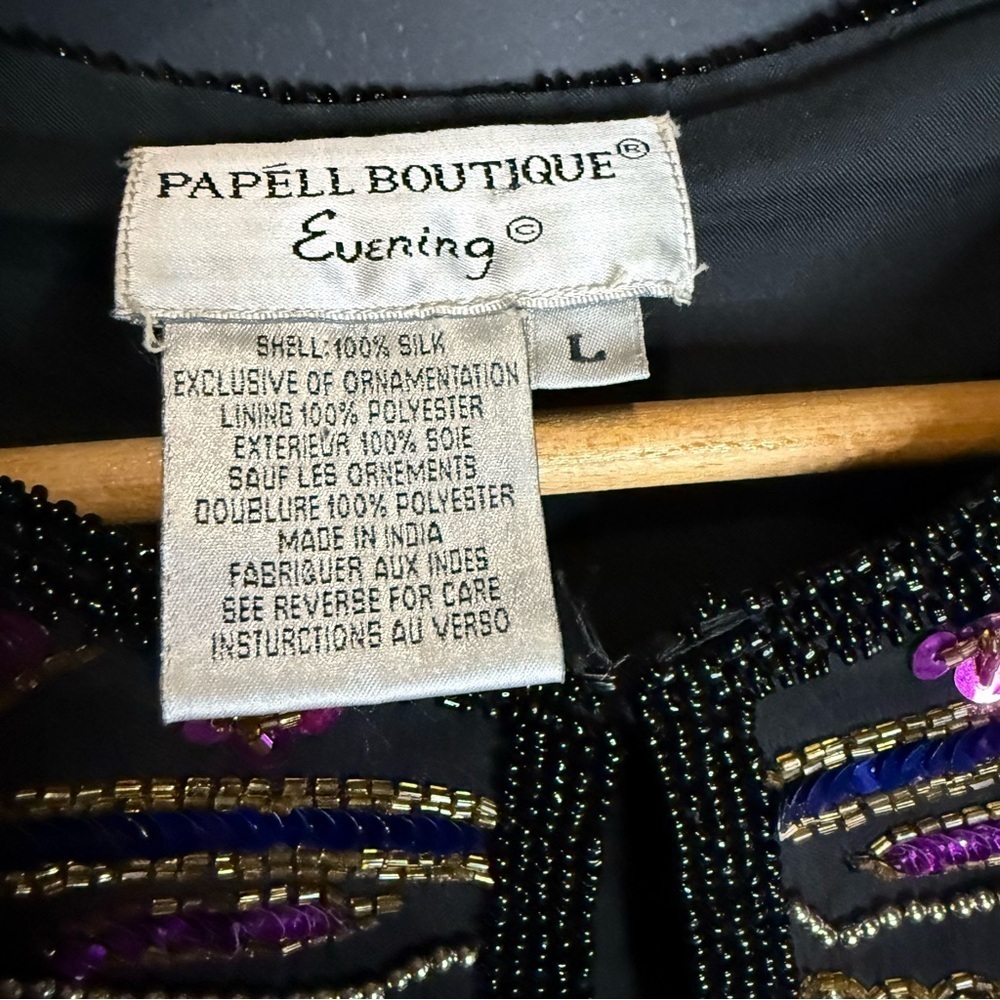 PAPÉLL BOUTIQUE®
Evening ©
L
SHELL:100% SILK
EXCLUSIVE OF ORNAMENTATION
LINING 100% POLYESTER
EXTERIEUR 100% SOIE
SAUF LES ORNEMENTS
DOUBLURE 100% POLYESTER
MADE IN INDIA
FABRIQUER AUX INDES
SEE REVERSE FOR CARE
INSTURCTIONS AU VERSO